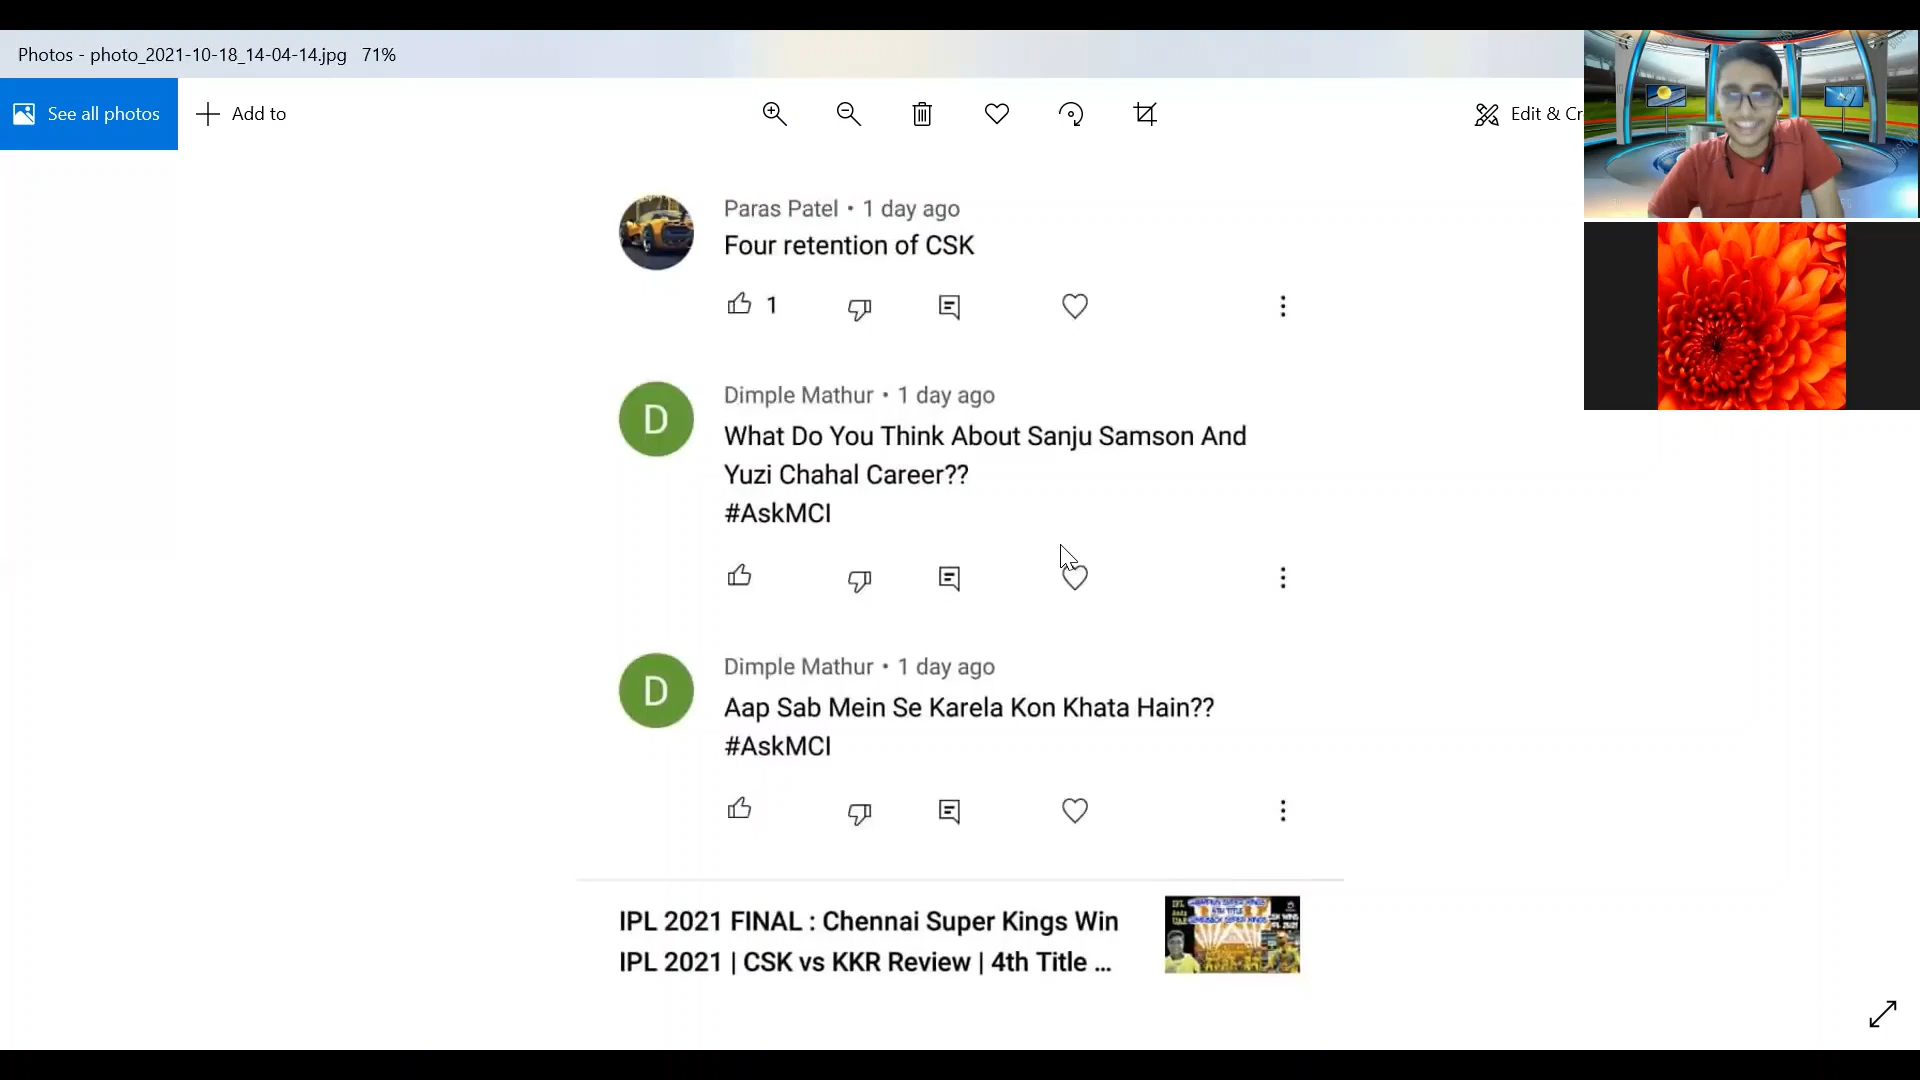 Photos - photo_2021-10-18_14-04-14.jpg 71%
See all photos
Add to
Edit & Cr
Paras Patel • 1 day ago
Four retention of CSK
1
D
Dimple Mathur • 1 day ago
What Do You Think About Sanju Samson And
Yuzi Chahal Career??
#AskMCI
D
Dimple Mathur • 1 day ago
Aap Sab Mein Se Karela Kon Khata Hain??
#AskMCI
IPL 2021 FINAL : Chennai Super Kings Win
IPL 2021 | CSK vs KKR Review | 4th Title ...